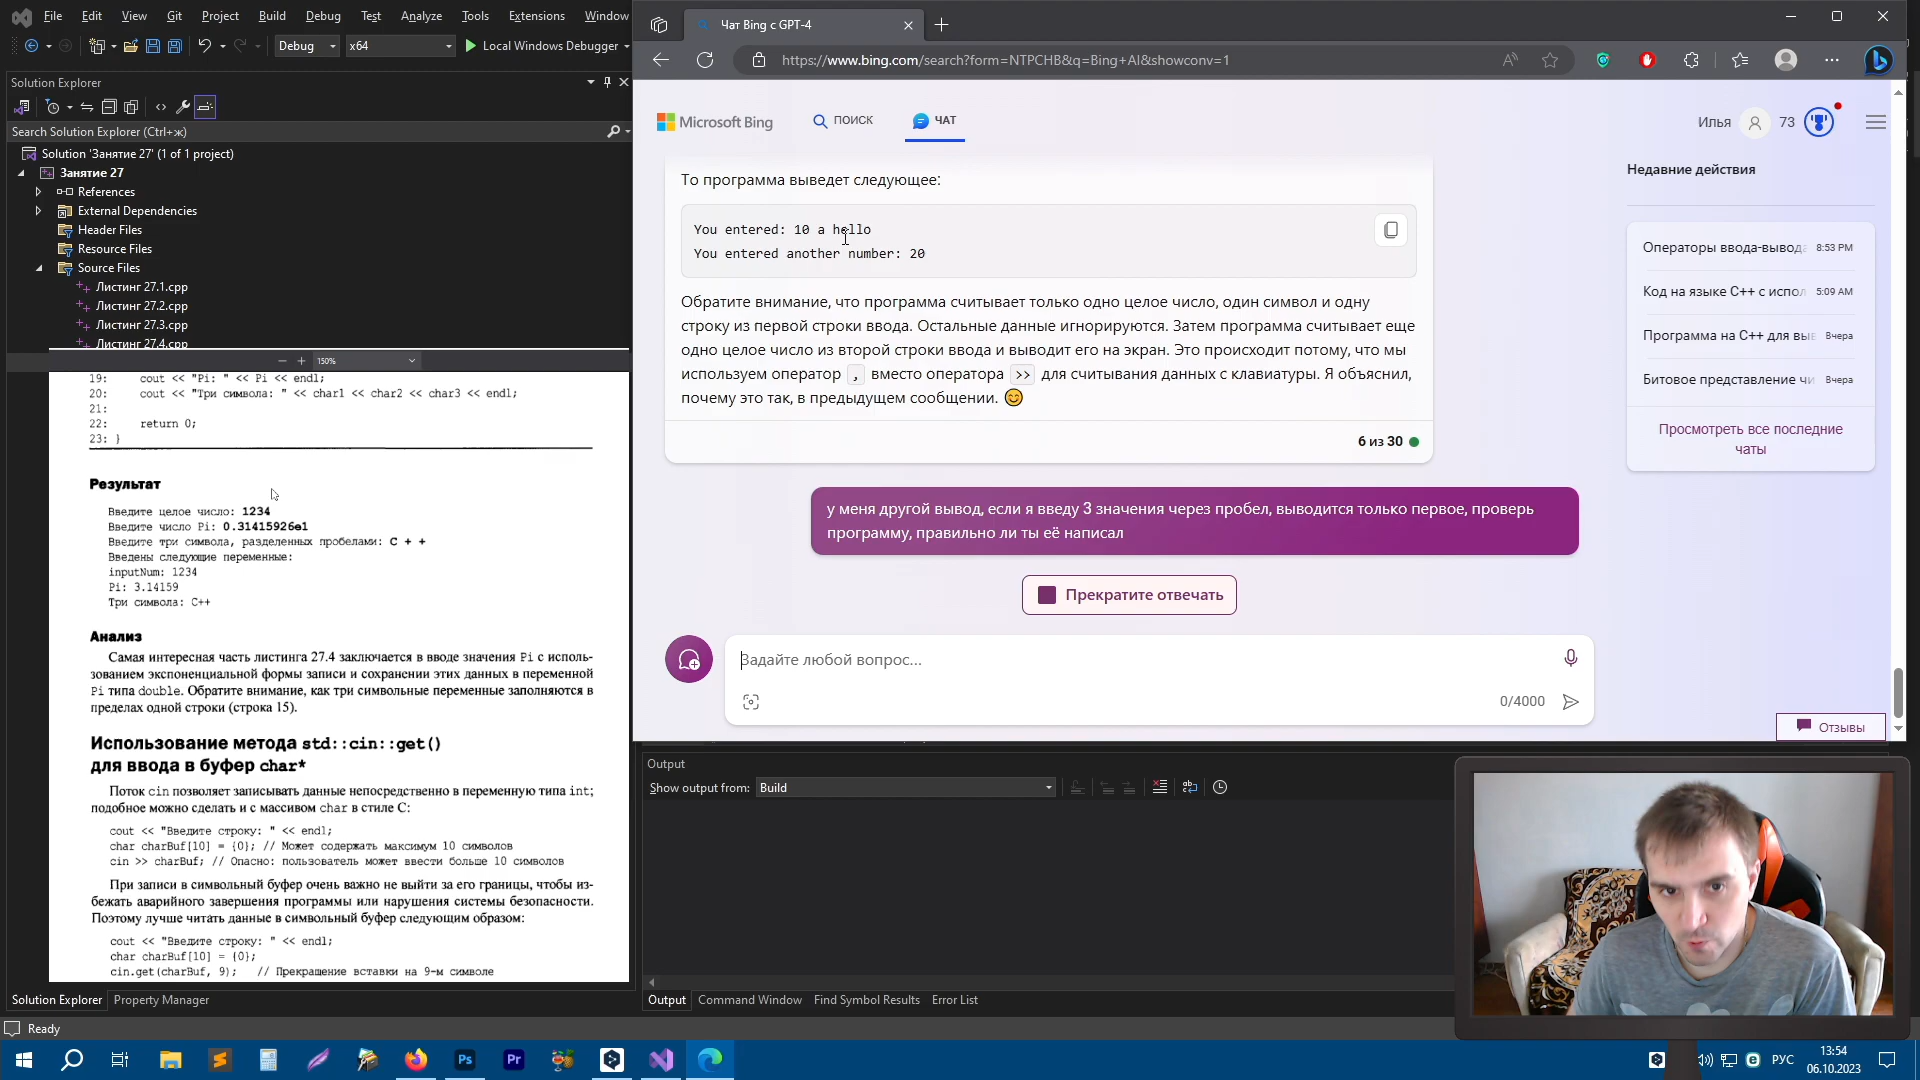 File Edit View Git Project Build Debug Test Analyze Tools Extensions Window
Debug x64 Local Windows Debugger
Solution Explorer
Search Solution Explorer (Ctrl+ж)
Solution 'Занятие 27' (1 of 1 project)
Занятие 27
References
External Dependencies
Header Files
Resource Files
Source Files
Листинг 27.1.cpp
Листинг 27.2.cpp
Листинг 27.3.cpp
Листинг 27.4.cpp
150%
19: cout << "Pi: " << Pi << endl;
20: cout << "Три символа: " << char1 << char2 << char3 << endl;
21:
22: return 0;
23: }
Результат
Введите целое число: 1234
Введите число Pi: 0.31415926e1
Введите три символа, разделенных пробелами: C + +
Введены следующие переменные:
inputNum: 1234
Pi: 3.14159
Три символа: C++
Анализ
Самая интересная часть листинга 27.4 заключается в вводе значения Pi с исполь-
зованием экспоненциальной формы записи и сохранении этих данных в переменной
Pi типа double. Обратите внимание, как три символьные переменные заполняются в
пределах одной строки (строка 15).
Использование метода std::cin::get()
для ввода в буфер char*
Поток cin позволяет записывать данные непосредственно в переменную типа int;
подобное можно сделать и с массивом char в стиле C:
cout << "Введите строку: " << endl;
char charBuf[10] = {0}; // Может содержать максимум 10 символов
cin >> charBuf; // Опасно: пользователь может ввести больше 10 символов
При записи в символьный буфер очень важно не выйти за его границы, чтобы из-
бежать аварийного завершения программы или нарушения системы безопасности.
Поэтому лучше читать данные в символьный буфер следующим образом:
cout << "Введите строку: " << endl;
char charBuf[10] = {0};
cin.get(charBuf, 9); // Прекращение вставки на 9-м символе
Solution Explorer Property Manager
Ready
Чат Bing с GPT-4
https://www.bing.com/search?form=NTPCHB&q=Bing+AI&showconv=1
Microsoft Bing ПОИСК ЧАТ
Илья 73
То программа выведет следующее:
You entered: 10 a hello
You entered another number: 20
Обратите внимание, что программа считывает только одно целое число, один символ и одну
строку из первой строки ввода. Остальные данные игнорируются. Затем программа считывает еще
одно целое число из второй строки ввода и выводит его на экран. Это происходит потому, что мы
используем оператор , вместо оператора >> для считывания данных с клавиатуры. Я объяснил,
почему это так, в предыдущем сообщении. 😊
6 из 30
у меня другой вывод, если я введу 3 значения через пробел, выводится только первое, проверь
программу, правильно ли ты её написал
Прекратите отвечать
Задайте любой вопрос...
0/4000
Недавние действия
Операторы ввода-вывода 8:53 PM
Код на языке C++ с испол 5:09 AM
Программа на C++ для вы Вчера
Битовое представление чи Вчера
Просмотреть все последние
чаты
Отзывы
Output
Show output from: Build
Output Command Window Find Symbol Results Error List
Ps Pr
РУС
13:54
06.10.2023